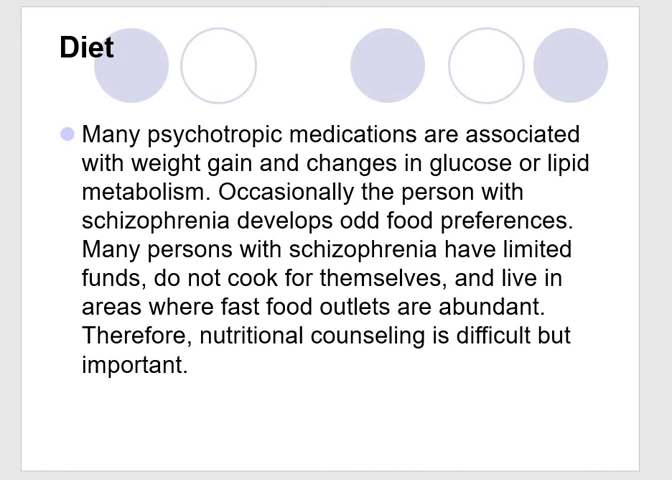 Diet
Many psychotropic medications are associated
with weight gain and changes in glucose or lipid
metabolism. Occasionally the person with
schizophrenia develops odd food preferences.
Many persons with schizophrenia have limited
funds, do not cook for themselves, and live in
areas where fast food outlets are abundant.
Therefore, nutritional counseling is difficult but
important.